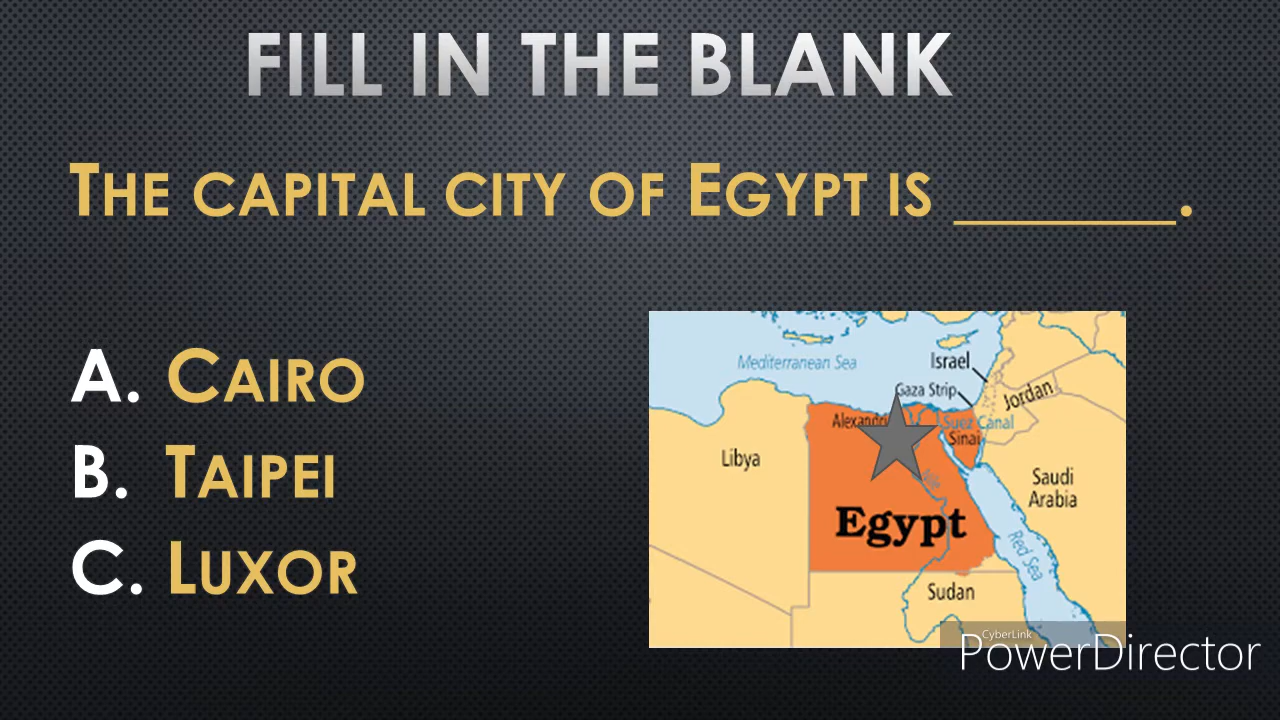 FILL IN THE BLANK
THE CAPITAL CITY OF EGYPT IS ________.
A. CAIRO
B. TAIPEI
C. LUXOR
Mediterranean Sea
Israel
Gaza Strip
Jordan
Suez Canal
Sinai
Libya
Saudi
Arabia
Egypt
Red Sea
Sudan
CyberLink
PowerDirector